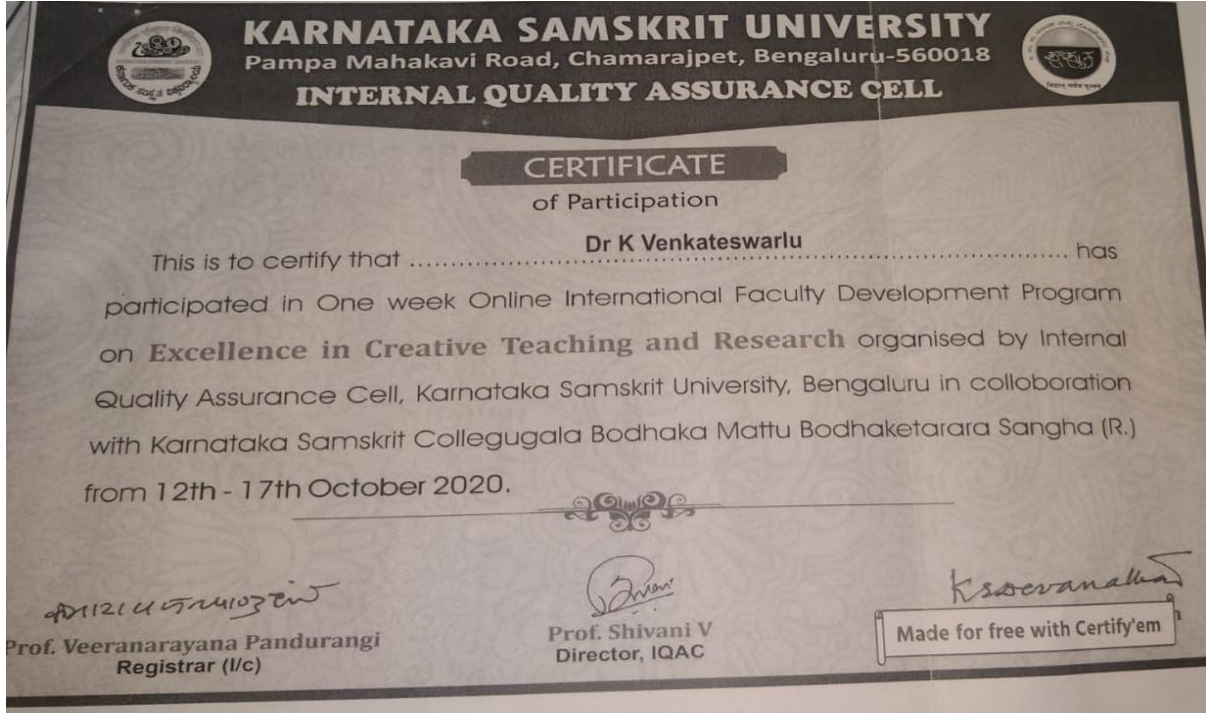 KARNATAKA SAMSKRIT UNIVERSITY
Pampa Mahakavi Road, Chamarajpet, Bengaluru-560018
INTERNAL QUALITY ASSURANCE CELL
CERTIFICATE
of Participation
Dr K Venkateswarlu
This is to certify that .......................................................................... has
participated in One week Online International Faculty Development Program
on Excellence in Creative Teaching and Research organised by Internal
Quality Assurance Cell, Karnataka Samskrit University, Bengaluru in colloboration
with Karnataka Samskrit Collegugala Bodhaka Mattu Bodhaketarara Sangha (R.)
from 12th - 17th October 2020.
Prof. Veeranarayana Pandurangi
Registrar (I/c)
Prof. Shivani V
Director, IQAC
Made for free with Certify'em